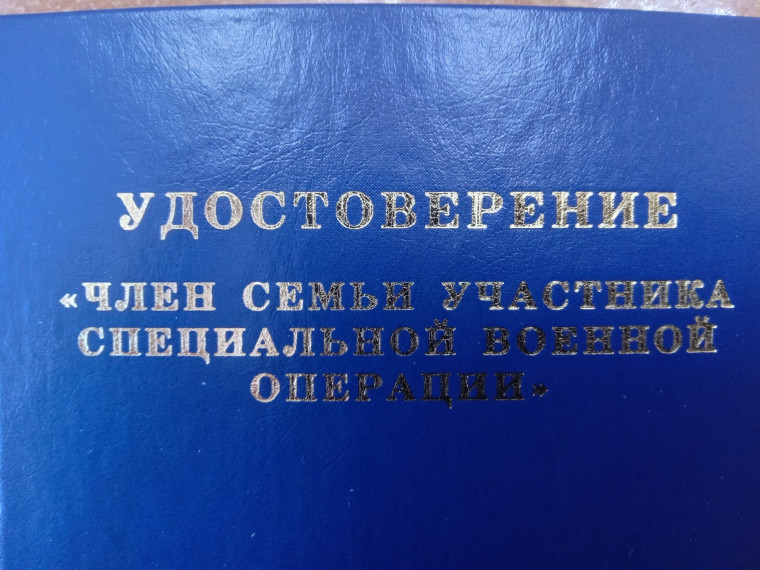 УДОСТОВЕРЕНИЕ
«ЧЛЕН СЕМЬИ УЧАСТНИКА
СПЕЦИАЛЬНОЙ ВОЕННОЙ
ОПЕРАЦИИ»